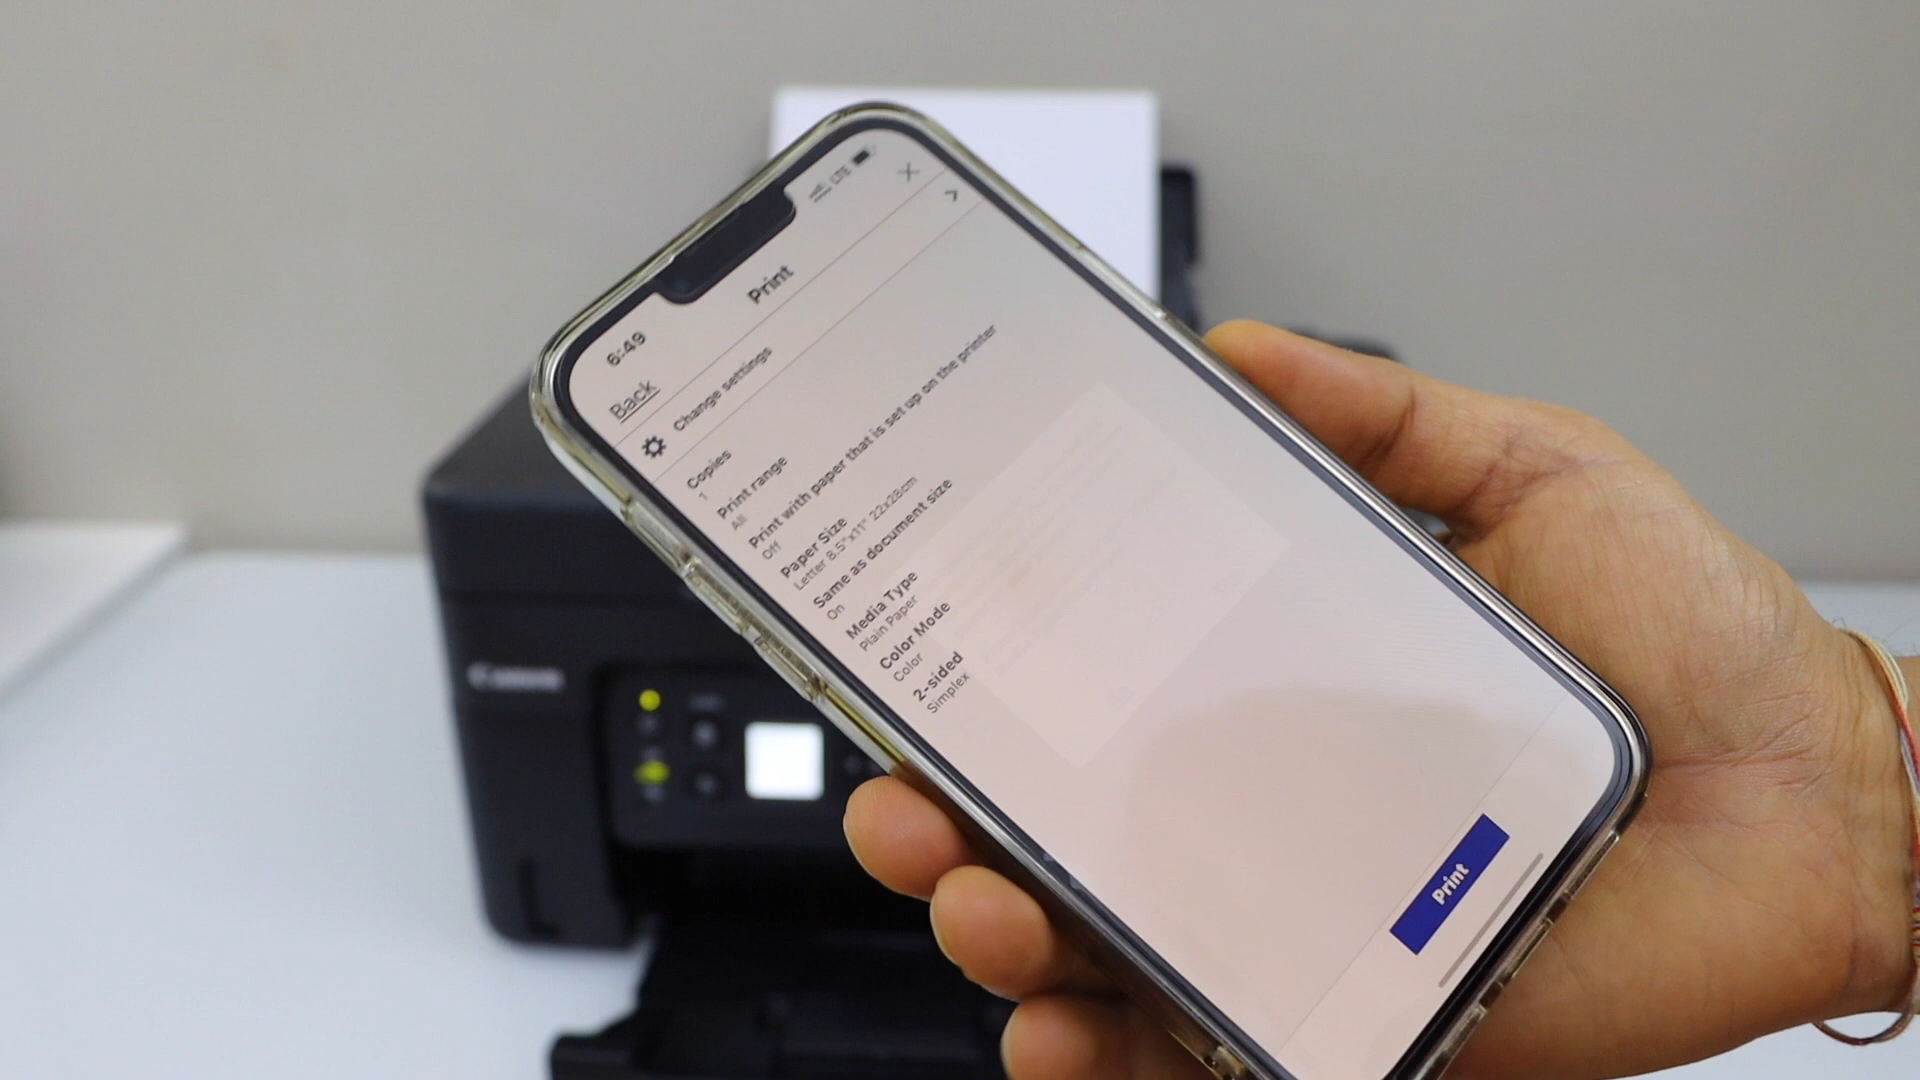 6:49
LTE
Back
Print
Change settings
Copies
1
Print range
All
Print with paper that is set up on the printer
Off
Paper Size
Letter 8.5"x11" 22x28cm
Same as document size
On
Media Type
Plain Paper
Color Mode
Color
2-sided
Simplex
Print
Canon